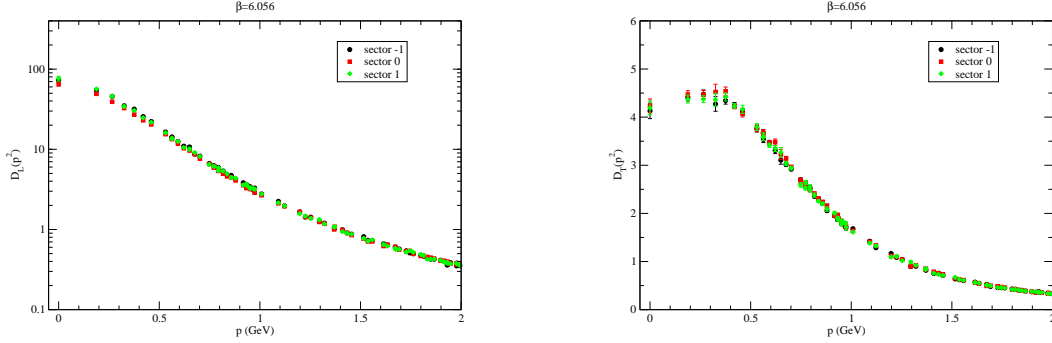 β=6.056
D_L(p²)
100
10
1
0.1
0
0.5
1
1.5
2
p (GeV)
sector -1
sector 0
sector 1
β=6.056
D_T(p²)
6
5
4
3
2
1
0
0
0.5
1
1.5
2
p (GeV)
sector -1
sector 0
sector 1